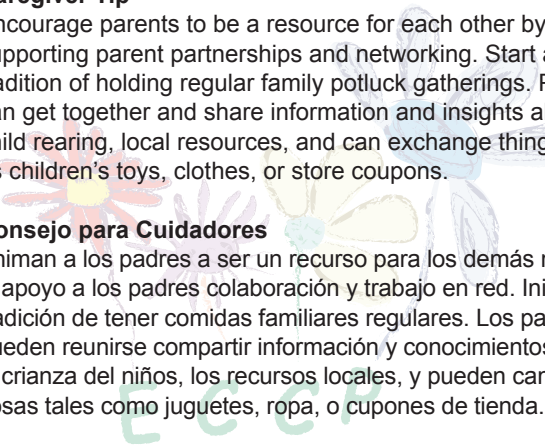 aregiver Tip
ncourage parents to be a resource for each other by
upporting parent partnerships and networking. Start a
adition of holding regular family potluck gatherings.
an get together and share information and insights a
ild rearing, local resources, and can exchange thing
s children's toys, clothes, or store coupons.
onsejo para Cuidadores
niman a los padres a ser un recurso para los demás
apoyo a los padres colaboración y trabajo en red. Ini
adición de tener comidas familiares regulares. Los pa
ueden reunirse compartir información y conocimientos
crianza del niños, los recursos locales, y pueden
osas tales como juguetes, ropa, o cupones de tienda.
E C C P